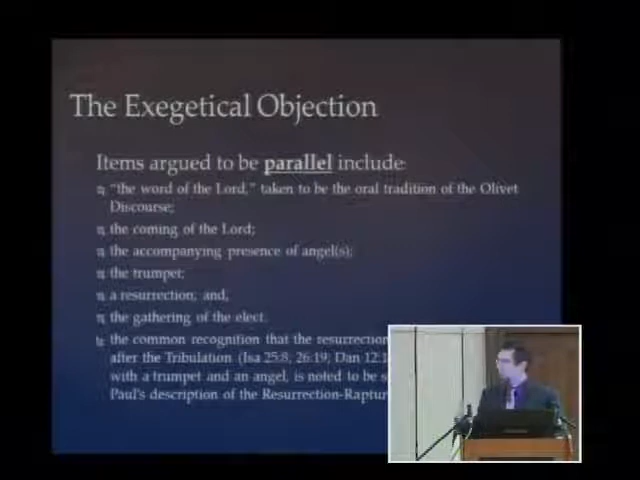 The Exegetical Objection
Items argued to be parallel include:
"the word of the Lord," taken to be the oral tradition of the Olivet
Discourse;
the coming of the Lord;
the accompanying presence of angel(s);
the trumpet;
a resurrection; and,
the gathering of the elect.
the common recognition that the resurrection
after the Tribulation (Isa 25:8, 26:19; Dan 12:1
with a trumpet and an angel, is noted to be s
Paul's description of the Resurrection-Raptur